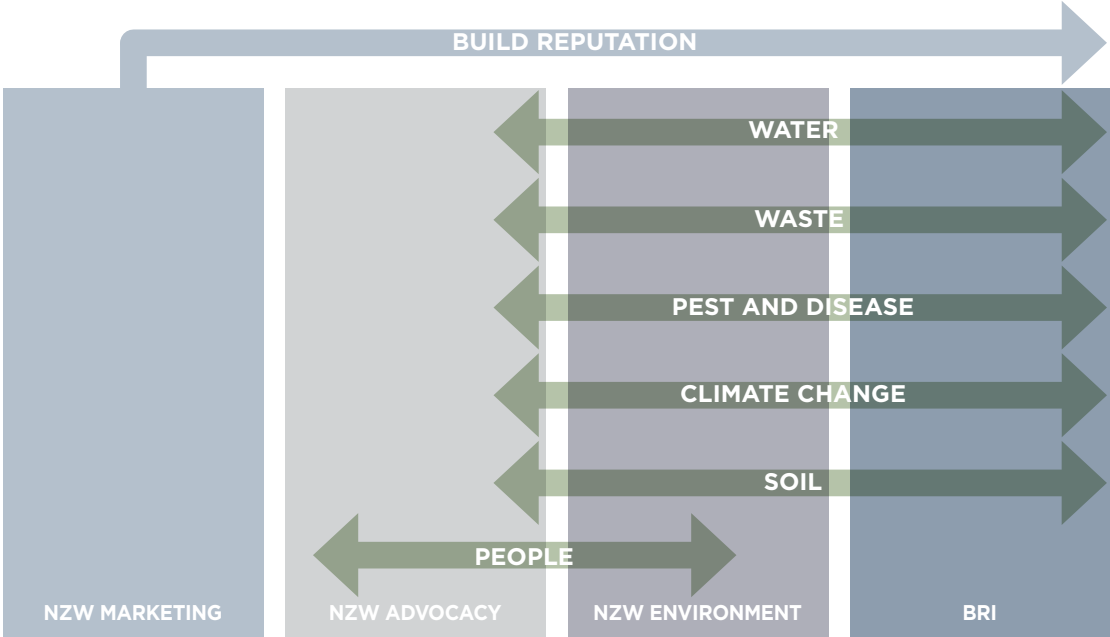 BUILD REPUTATION
WATER
WASTE
PEST AND DISEASE
CLIMATE CHANGE
SOIL
PEOPLE
NZW MARKETING
NZW ADVOCACY
NZW ENVIRONMENT
BRI